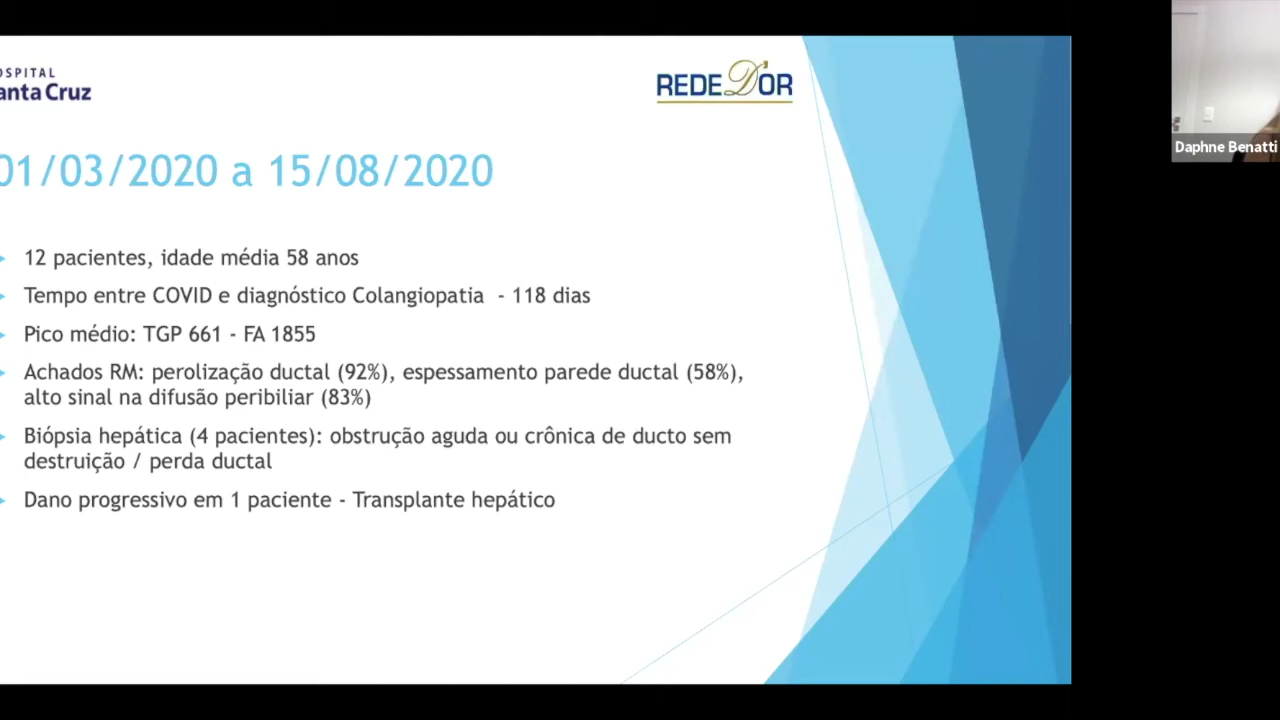 OSPITAL
anta Cruz
REDE D'OR
01/03/2020 a 15/08/2020
12 pacientes, idade média 58 anos
Tempo entre COVID e diagnóstico Colangiopatia - 118 dias
Pico médio: TGP 661 - FA 1855
Achados RM: perolização ductal (92%), espessamento parede ductal (58%),
alto sinal na difusão peribiliar (83%)
Biópsia hepática (4 pacientes): obstrução aguda ou crônica de ducto sem
destruição / perda ductal
Dano progressivo em 1 paciente - Transplante hepático
Daphne Benatti